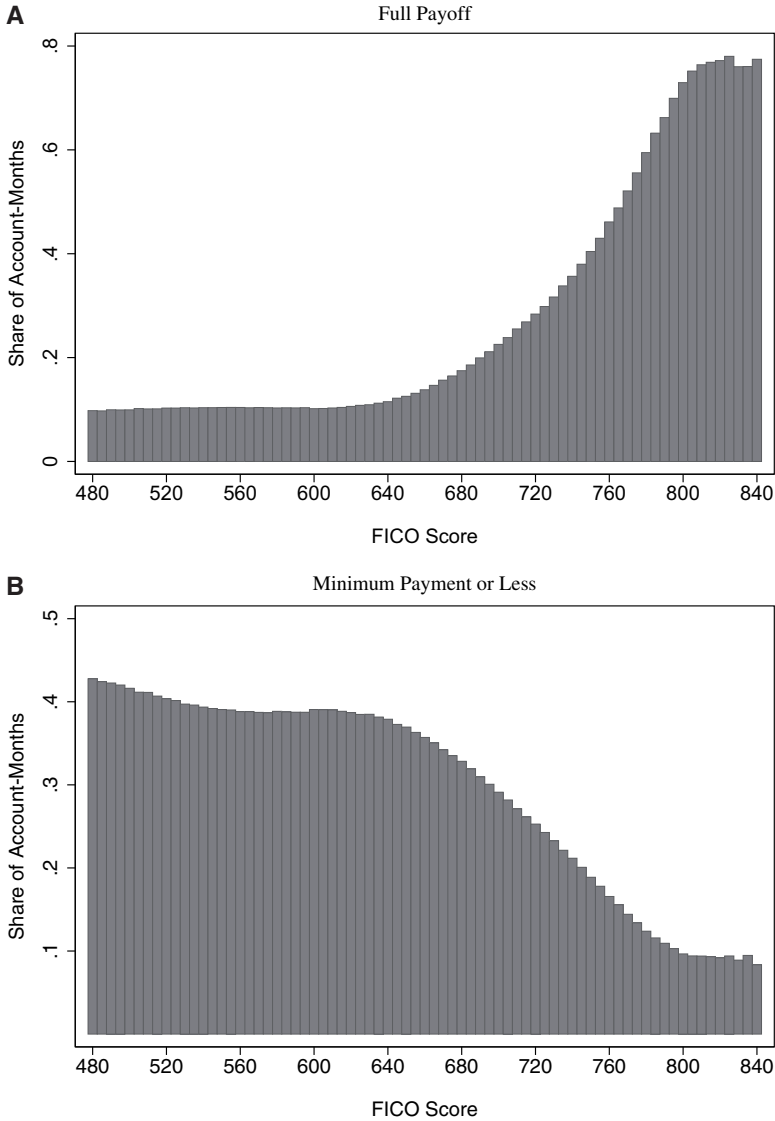 A
Full Payoff
Share of Account-Months
.8
.6
.4
.2
0
480 520 560 600 640 680 720 760 800 840
FICO Score
B
Minimum Payment or Less
Share of Account-Months
.5
.4
.3
.2
.1
480 520 560 600 640 680 720 760 800 840
FICO Score